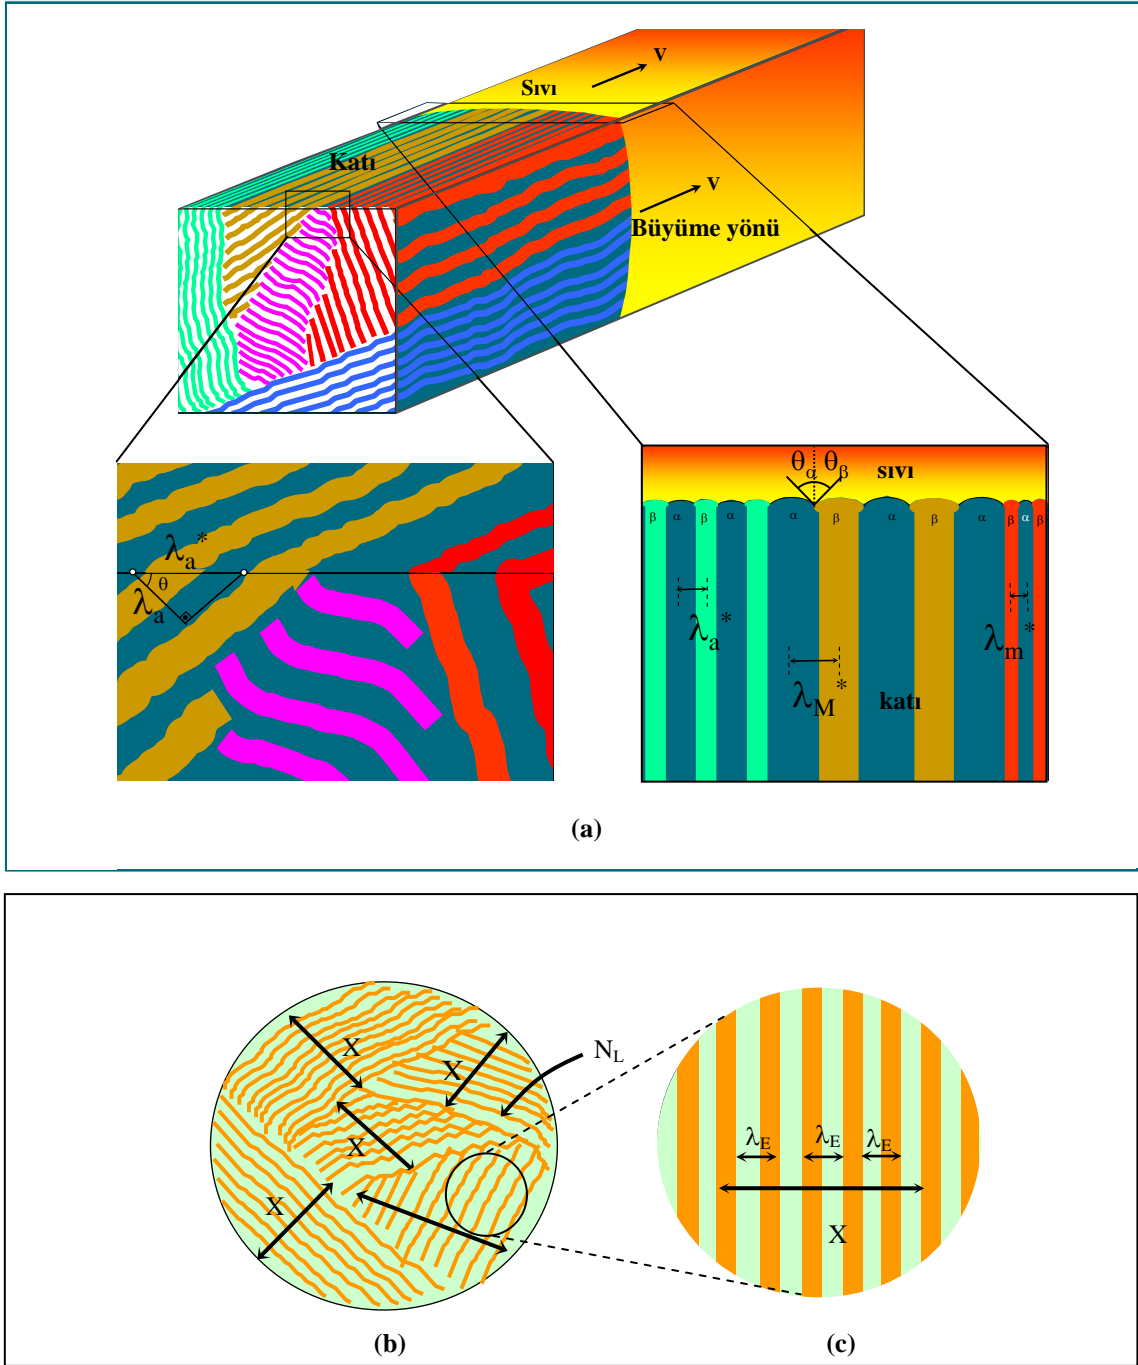 v
Sıvı
Katı
v
Büyüme yönü
λa*
θ
λa
θα θβ
sıvı
β α β α α β α β α β α β
λa*
λM*
λm*
katı
(a)
X
X
NL
X
X
λE λE λE
X
(b)
(c)